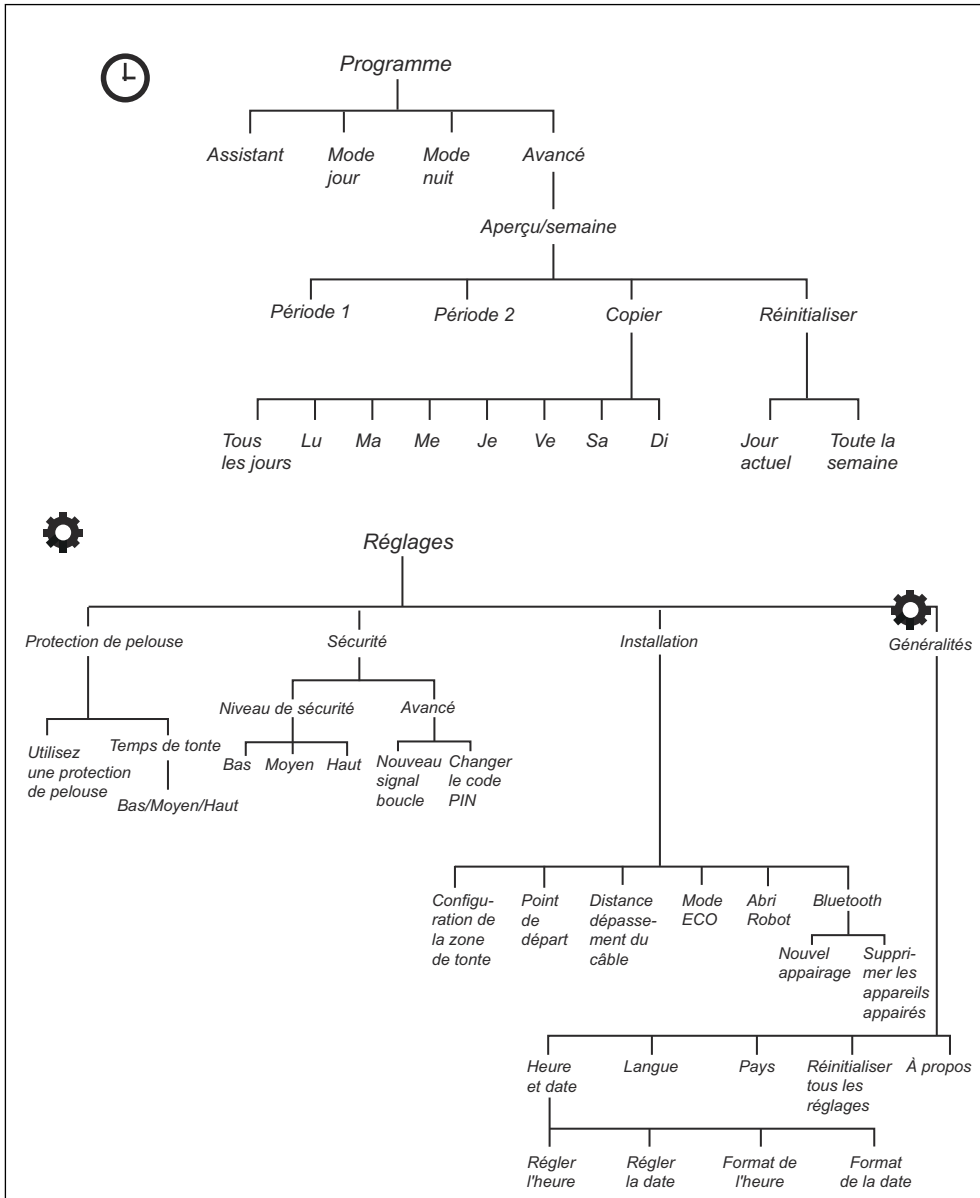 Programme
Assistant
Mode
jour
Mode
nuit
Avancé
Aperçu/semaine
Période 1
Période 2
Copier
Réinitialiser
Tous
les jours
Lu
Ma
Me
Je
Ve
Sa
Di
Jour
actuel
Toute la
semaine
Réglages
Protection de pelouse
Sécurité
Installation
Généralités
Utilisez
une protection
de pelouse
Temps de tonte
Bas/Moyen/Haut
Niveau de sécurité
Avancé
Bas
Moyen
Haut
Nouveau
signal
boucle
Changer
le code
PIN
Configu-
ration de
la zone
de tonte
Point
de
départ
Distance
dépasse-
ment du
câble
Mode
ECO
Abri
Robot
Bluetooth
Nouvel
appairage
Suppri-
mer les
appareils
appairés
Heure
et date
Langue
Pays
Réinitialiser
tous les
réglages
À propos
Régler
l'heure
Régler
la date
Format de
l'heure
Format
de la date